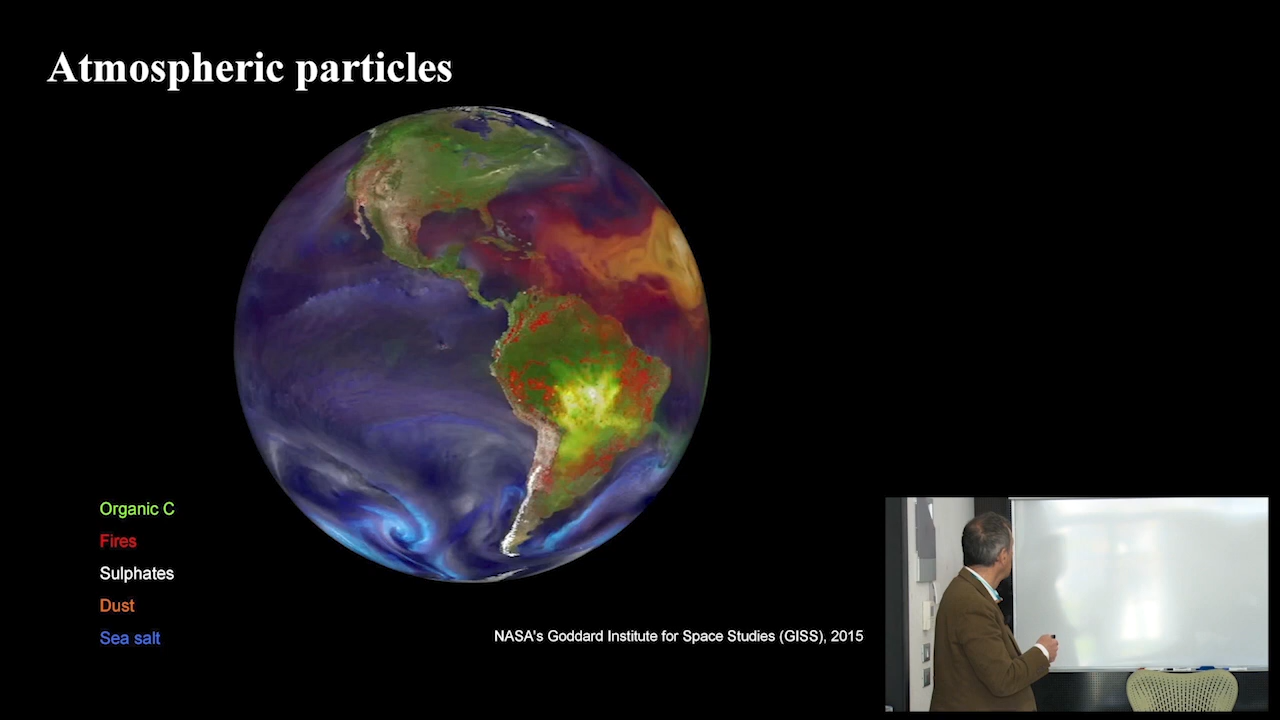 Atmospheric particles
Organic C
Fires
Sulphates
Dust
Sea salt
NASA's Goddard Institute for Space Studies (GISS), 2015